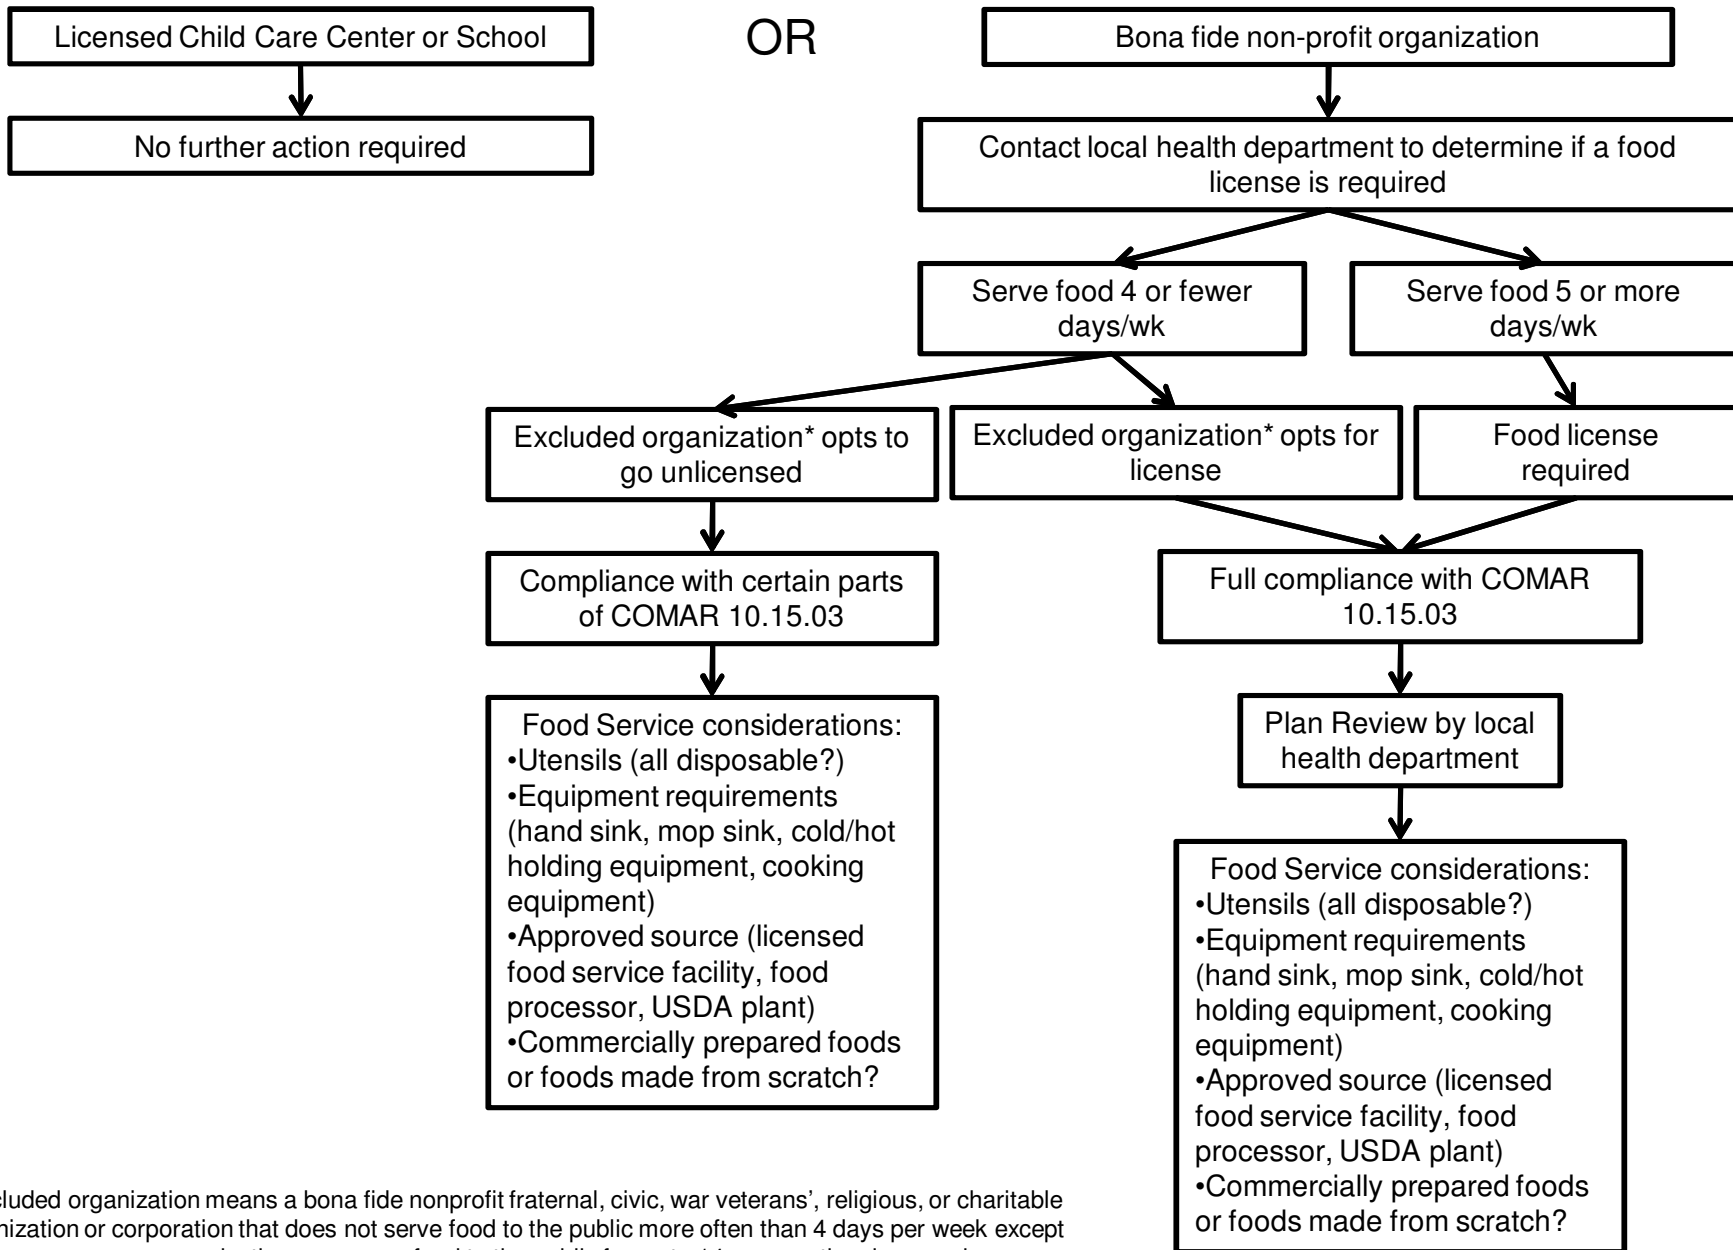 Licensed Child Care Center or School
OR
Bona fide non-profit organization
No further action required
Contact local health department to determine if a food
license is required
Serve food 4 or fewer
days/wk
Serve food 5 or more
days/wk
Excluded organization* opts to
go unlicensed
Excluded organization* opts for
license
Food license
required
Compliance with certain parts
of COMAR 10.15.03
Full compliance with COMAR
10.15.03
Plan Review by local
health department
Food Service considerations:
•Utensils (all disposable?)
•Equipment requirements
(hand sink, mop sink, cold/hot
holding equipment, cooking
equipment)
•Approved source (licensed
food service facility, food
processor, USDA plant)
•Commercially prepared foods
or foods made from scratch?
Food Service considerations:
•Utensils (all disposable?)
•Equipment requirements
(hand sink, mop sink, cold/hot
holding equipment, cooking
equipment)
•Approved source (licensed
food service facility, food
processor, USDA plant)
•Commercially prepared foods
or foods made from scratch?
cluded organization means a bona fide nonprofit fraternal, civic, war veterans', religious, or charitable
nization or corporation that does not serve food to the public more often than 4 days per week except